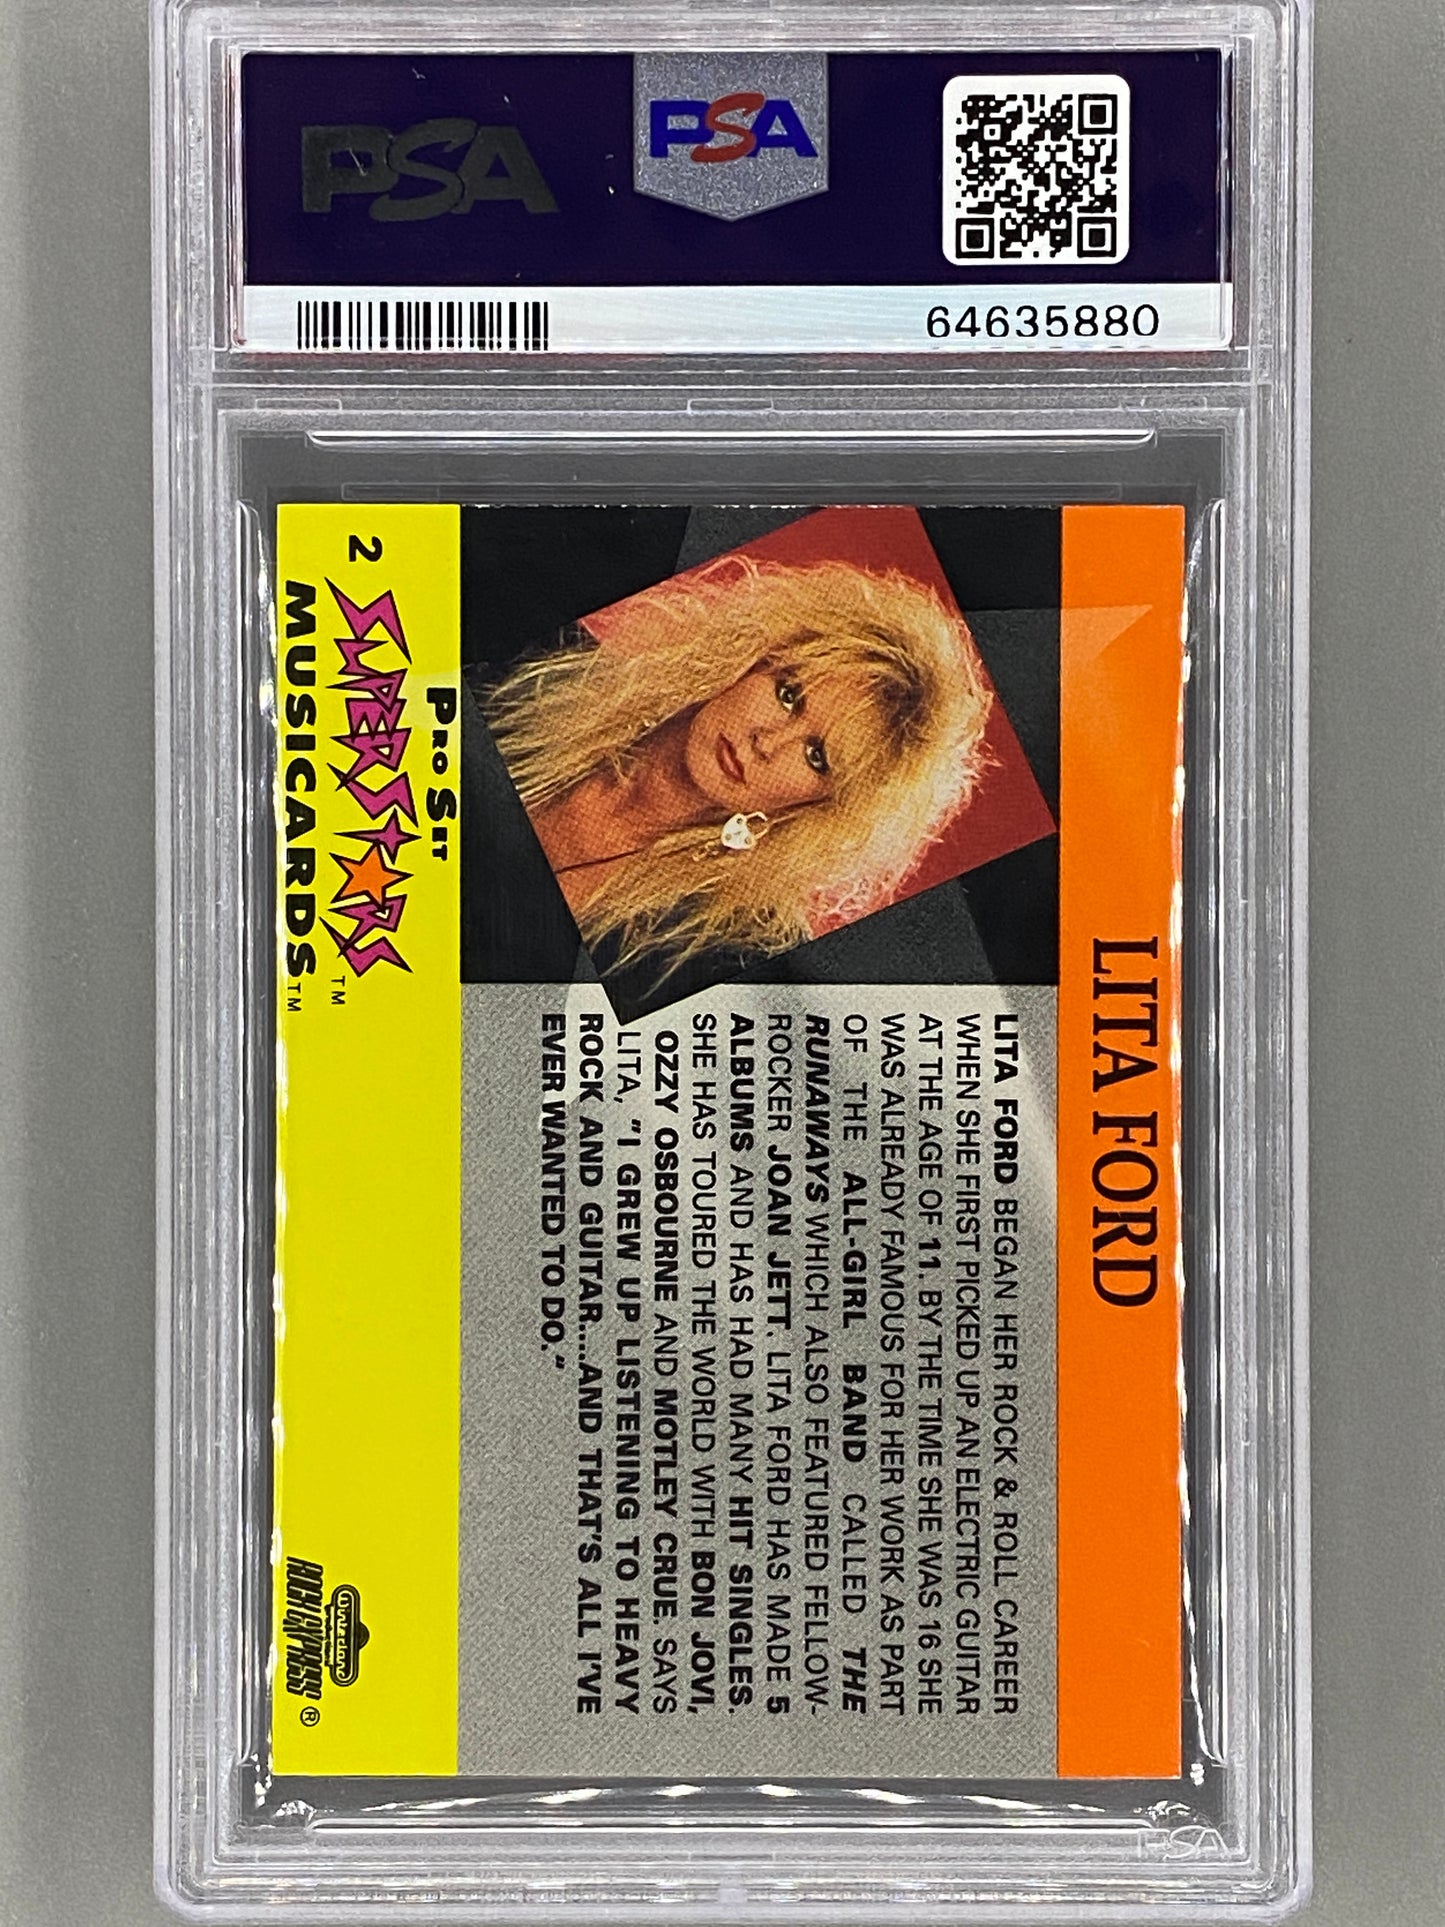 PSA
PSA
64635880
LITA FORD
LITA FORD BEGAN HER ROCK & ROLL CAREER
WHEN SHE FIRST PICKED UP AN ELECTRIC GUITAR
AT THE AGE OF 11. BY THE TIME SHE WAS 16 SHE
WAS ALREADY FAMOUS FOR HER WORK AS PART
OF THE ALL-GIRL BAND CALLED THE
RUNAWAYS WHICH ALSO FEATURED FELLOW-
ROCKER JOAN JETT. LITA FORD HAS MADE 5
ALBUMS AND HAS HAD MANY HIT SINGLES.
SHE HAS TOURED THE WORLD WITH BON JOVI,
OZZY OSBOURNE AND MOTLEY CRUE. SAYS
LITA, "I GREW UP LISTENING TO HEAVY
ROCK AND GUITAR....AND THAT'S ALL I'VE
EVER WANTED TO DO."
PRO SET
2 SUPERSTARS™
MUSICARDS™
Winterland
ROCK EXPRESS®
PSA